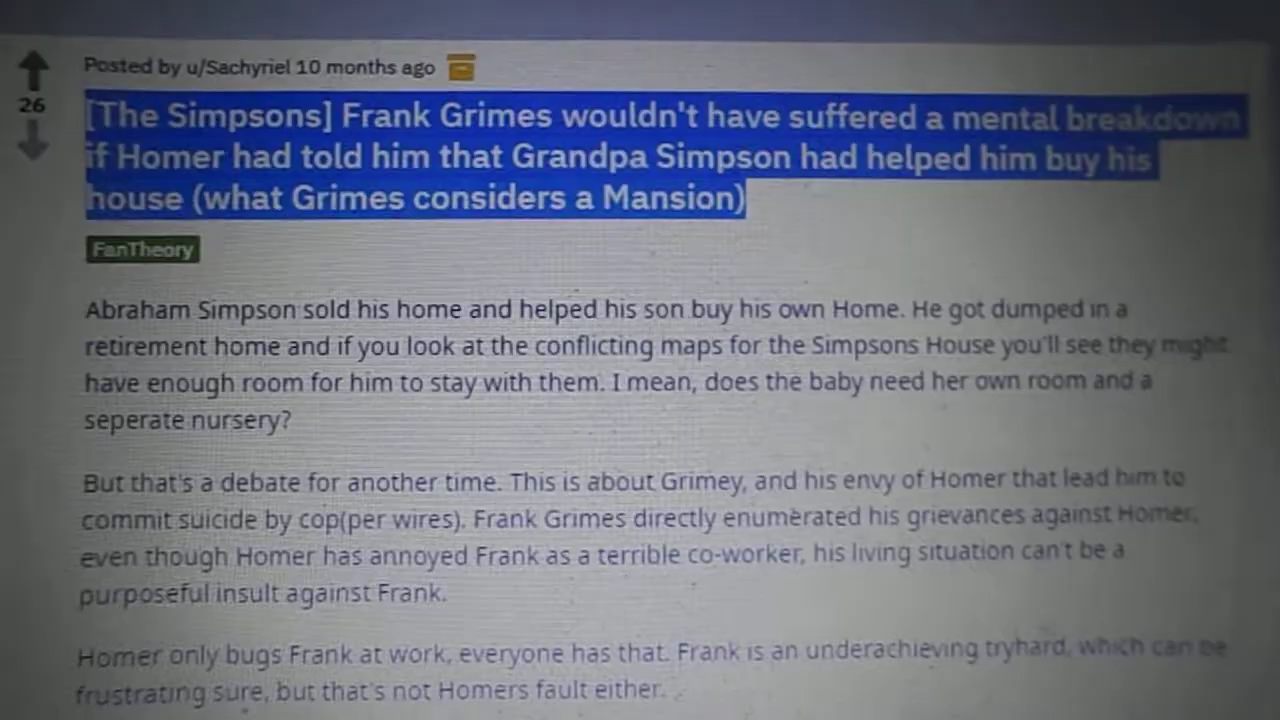 Posted by u/Sachyriel 10 months ago
26
[The Simpsons] Frank Grimes wouldn't have suffered a mental breakdown
if Homer had told him that Grandpa Simpson had helped him buy his
house (what Grimes considers a Mansion)
FanTheory
Abraham Simpson sold his home and helped his son buy his own Home. He got dumped in a
retirement home and if you look at the conflicting maps for the Simpsons House you'll see they might
have enough room for him to stay with them. I mean, does the baby need her own room and a
seperate nursery?
But that's a debate for another time. This is about Grimey, and his envy of Homer that lead him to
commit suicide by cop(per wires). Frank Grimes directly enumerated his grievances against Homer,
even though Homer has annoyed Frank as a terrible co-worker, his living situation can't be a
purposeful insult against Frank.
Homer only bugs Frank at work, everyone has that. Frank is an underachieving tryhard, which can be
frustrating sure, but that's not Homers fault either.